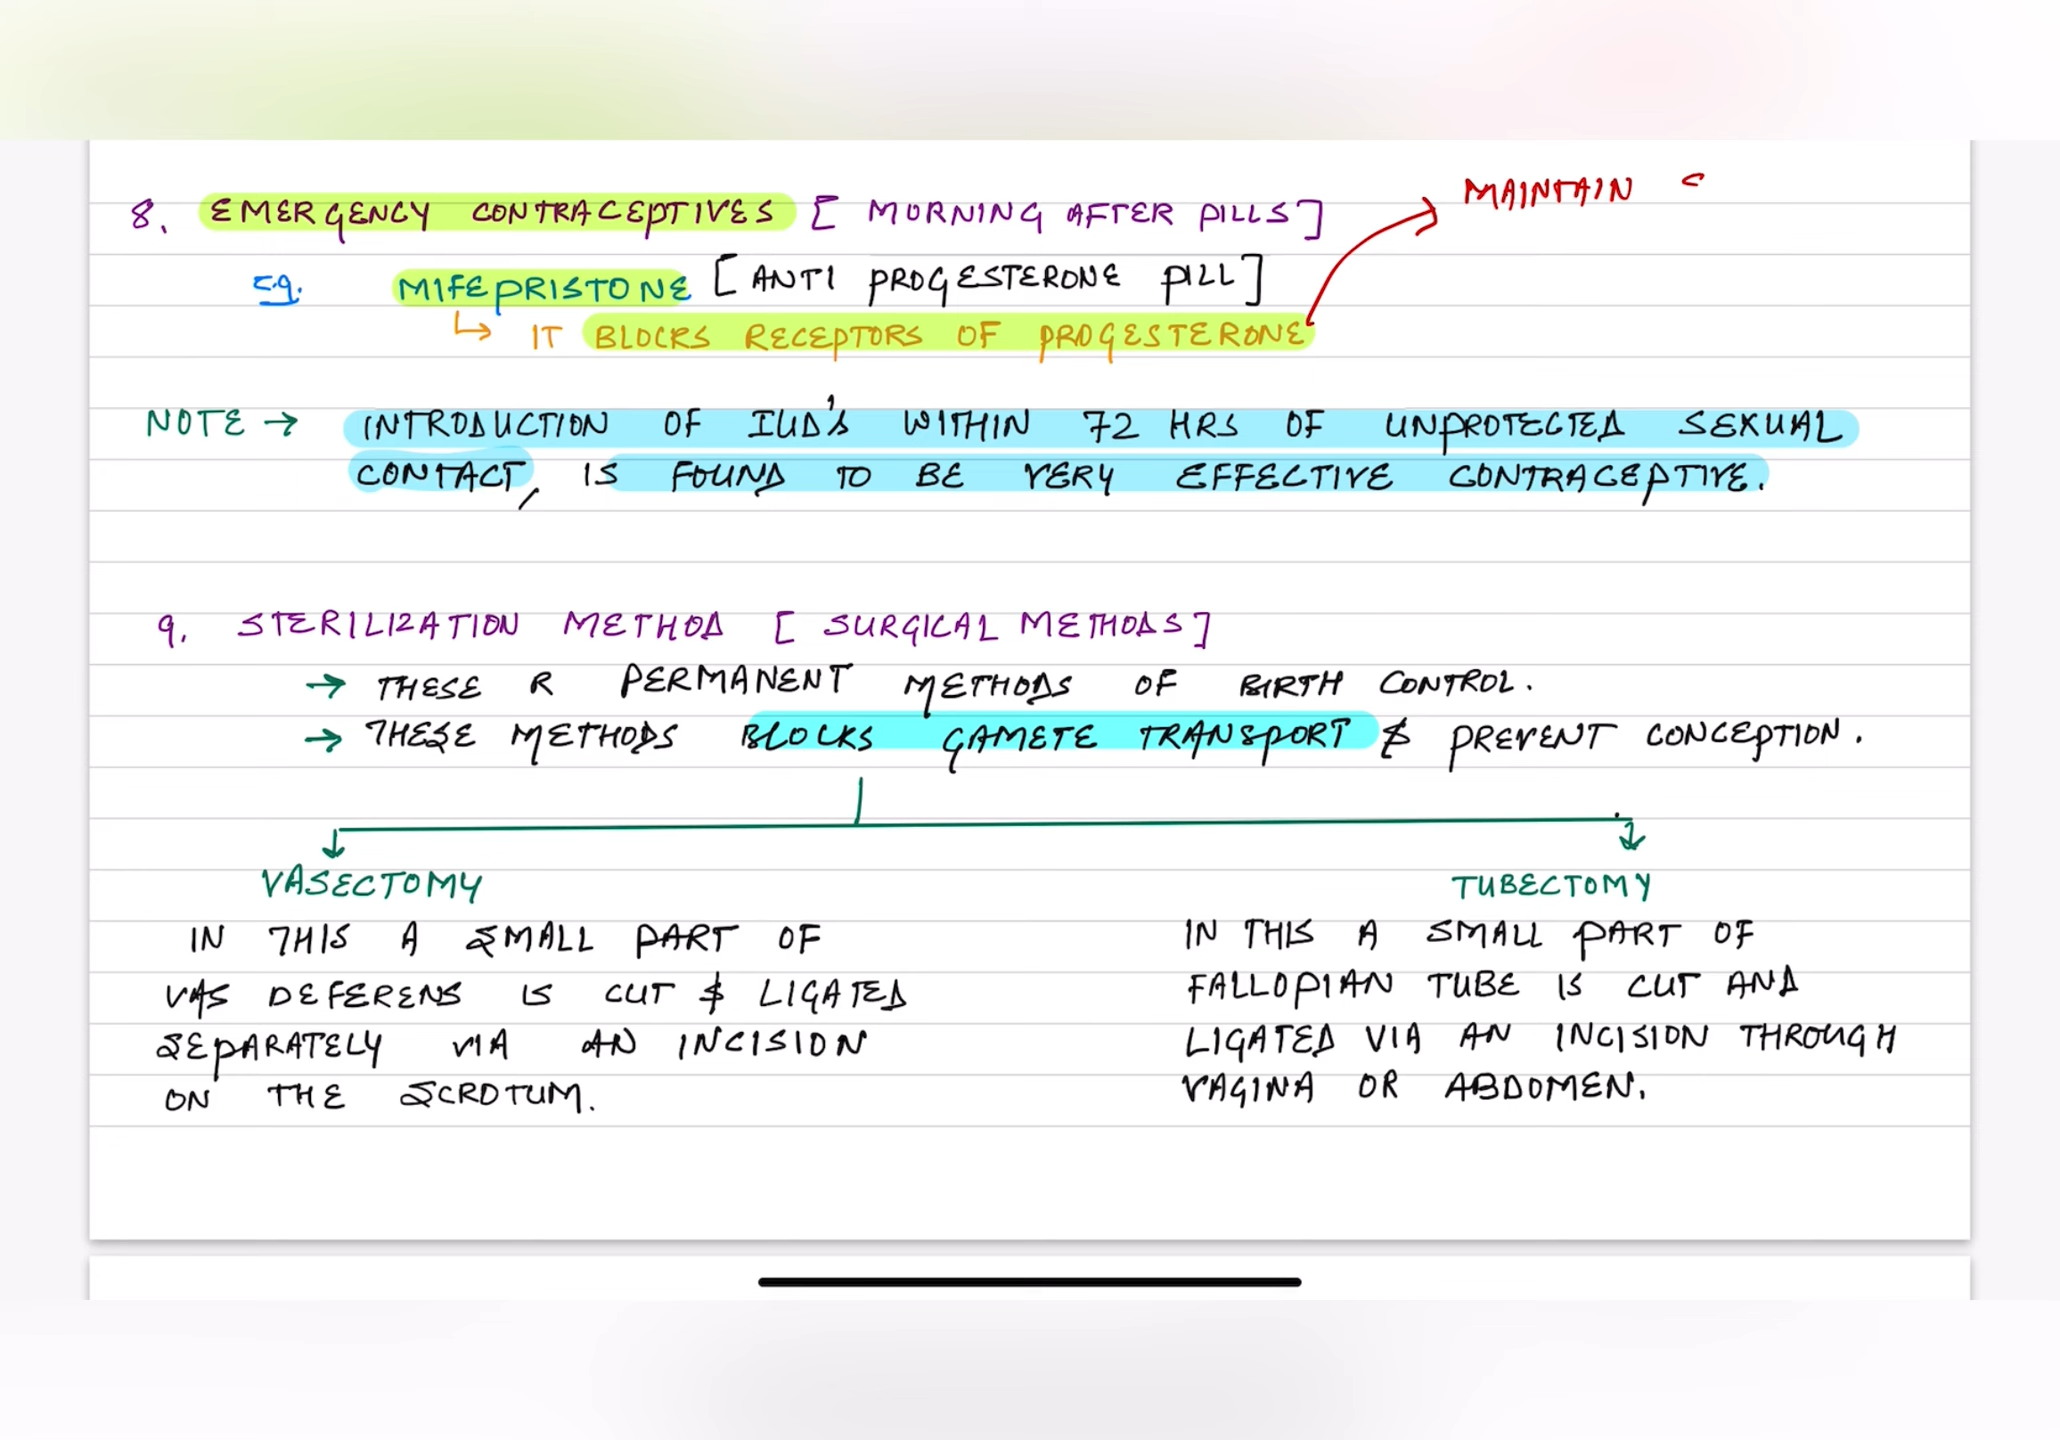 8. EMERGENCY CONTRACEPTIVES [ MORNING AFTER PILLS ]
MAINTAIN
e.g. MIFEPRISTONE [ ANTI PROGESTERONE PILL ]
↳ IT BLOCKS RECEPTORS OF PROGESTERONE
NOTE → INTRODUCTION OF IUD's WITHIN 72 HRS OF UNPROTECTED SEXUAL
CONTACT, IS FOUND TO BE VERY EFFECTIVE CONTRACEPTIVE.
9. STERILIZATION METHOD [ SURGICAL METHODS ]
→ THESE R PERMANENT METHODS OF BIRTH CONTROL.
→ THESE METHODS BLOCKS GAMETE TRANSPORT & PREVENT CONCEPTION.
VASECTOMY
IN THIS A SMALL PART OF
VAS DEFERENS IS CUT & LIGATED
SEPARATELY VIA AN INCISION
ON THE SCROTUM.
TUBECTOMY
IN THIS A SMALL PART OF
FALLOPIAN TUBE IS CUT AND
LIGATED VIA AN INCISION THROUGH
VAGINA OR ABDOMEN.